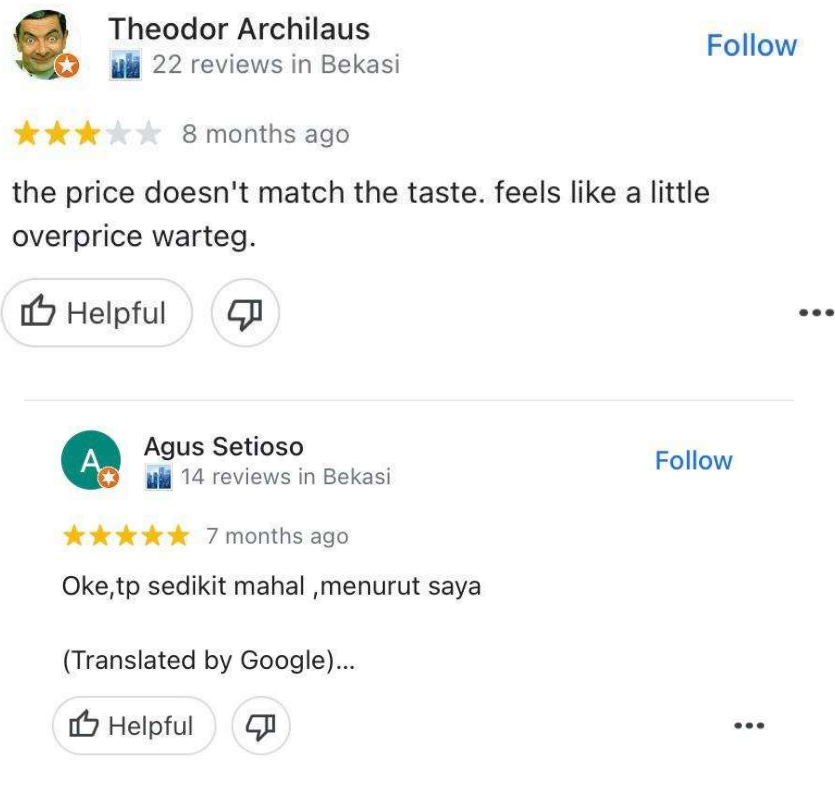 Theodor Archilaus
22 reviews in Bekasi
Follow
8 months ago
the price doesn't match the taste. feels like a little
overprice warteg.
Helpful
A
Agus Setioso
14 reviews in Bekasi
Follow
7 months ago
Oke,tp sedikit mahal ,menurut saya
(Translated by Google)...
Helpful